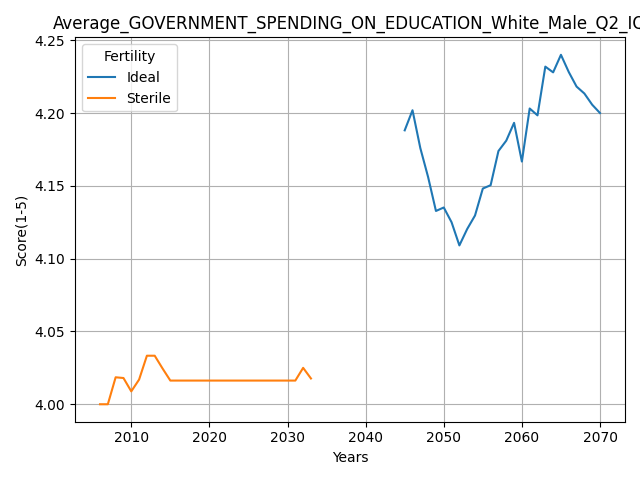 Average_GOVERNMENT_SPENDING_ON_EDUCATION_White_Male_Q2_IQ
4.25
4.20
4.15
4.10
4.05
4.00
Score(1-5)
Fertility
Ideal
Sterile
2010 2020 2030 2040 2050 2060 2070
Years